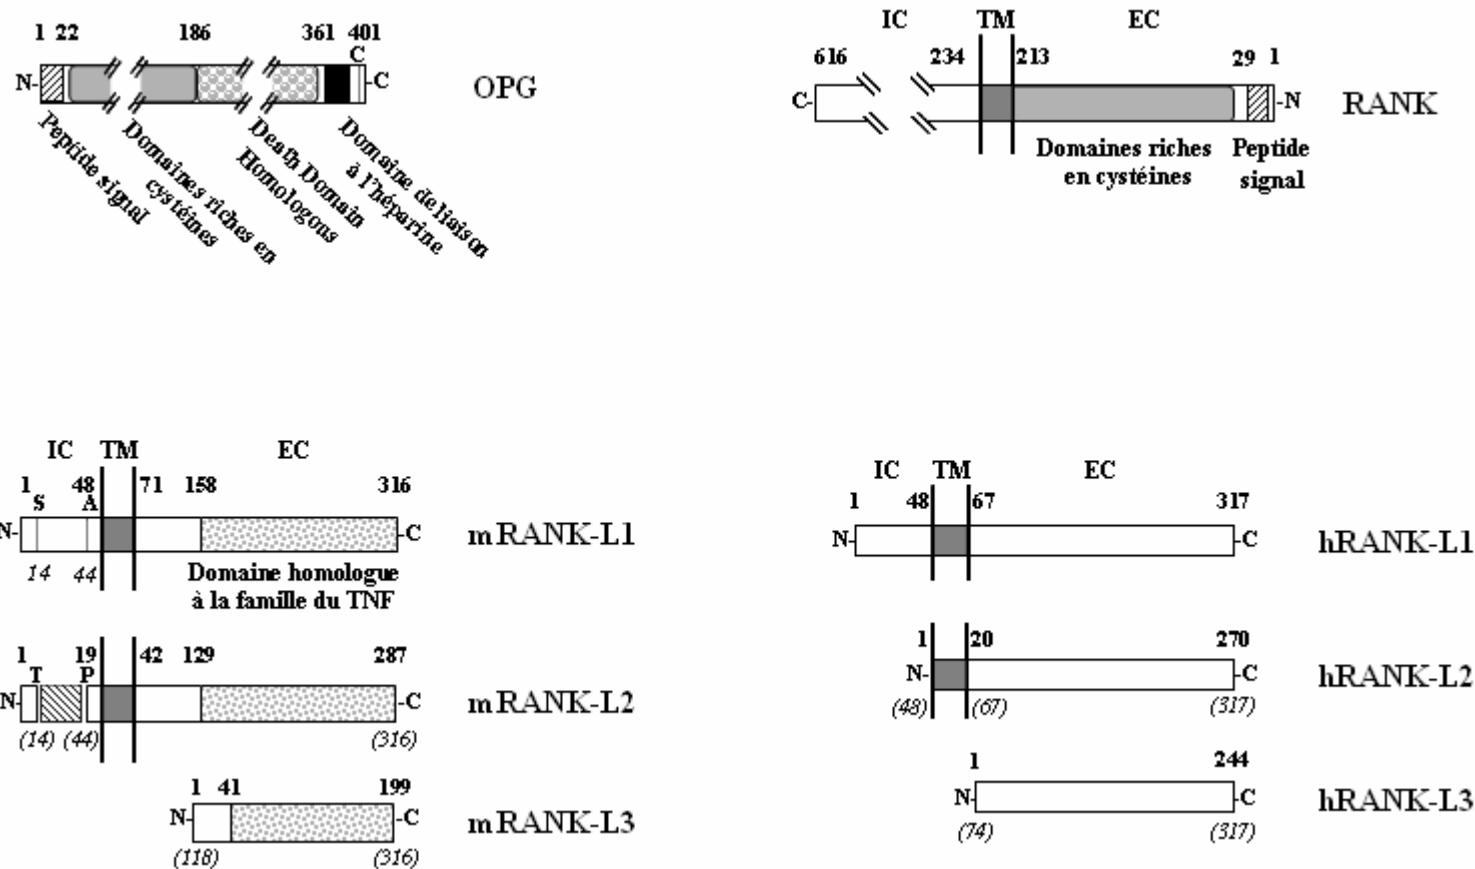 1 22 186 361 401
C
N- -C
OPG
Peptide signal
Domaines riches en
cystéines
Death Domain
Homologous
Domaine de liaison
à l'héparine
IC TM EC
616 234 213 29 1
C- -N
RANK
Domaines riches
en cystéines
Peptide
signal
IC TM EC
1 48 71 158 316
S A
N- -C
mRANK-L1
14 44
Domaine homologue
à la famille du TNF
1 19 42 129 287
T P
N- -C
mRANK-L2
(14) (44) (316)
1 41 199
N- -C
mRANK-L3
(118) (316)
IC TM EC
1 48 67 317
N- -C
hRANK-L1
1 20 270
N- -C
hRANK-L2
(48) (67) (317)
1 244
N- -C
hRANK-L3
(74) (317)